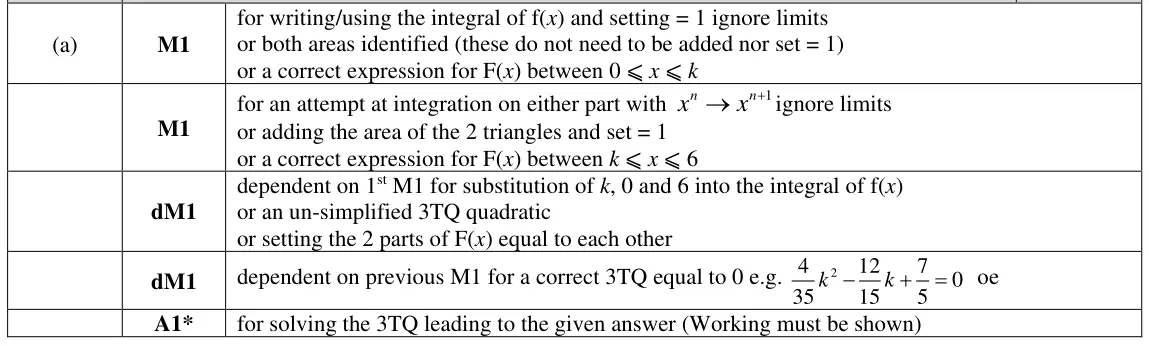 (a) M1 for writing/using the integral of f(x) and setting = 1 ignore limits
or both areas identified (these do not need to be added nor set = 1)
or a correct expression for F(x) between 0 ⩽ x ⩽ k
M1 for an attempt at integration on either part with xⁿ → xⁿ⁺¹ ignore limits
or adding the area of the 2 triangles and set = 1
or a correct expression for F(x) between k ⩽ x ⩽ 6
dM1 dependent on 1ˢᵗ M1 for substitution of k, 0 and 6 into the integral of f(x)
or an un-simplified 3TQ quadratic
or setting the 2 parts of F(x) equal to each other
dM1 dependent on previous M1 for a correct 3TQ equal to 0 e.g. 4/35 k² − 12/15 k + 7/5 = 0 oe
A1* for solving the 3TQ leading to the given answer (Working must be shown)